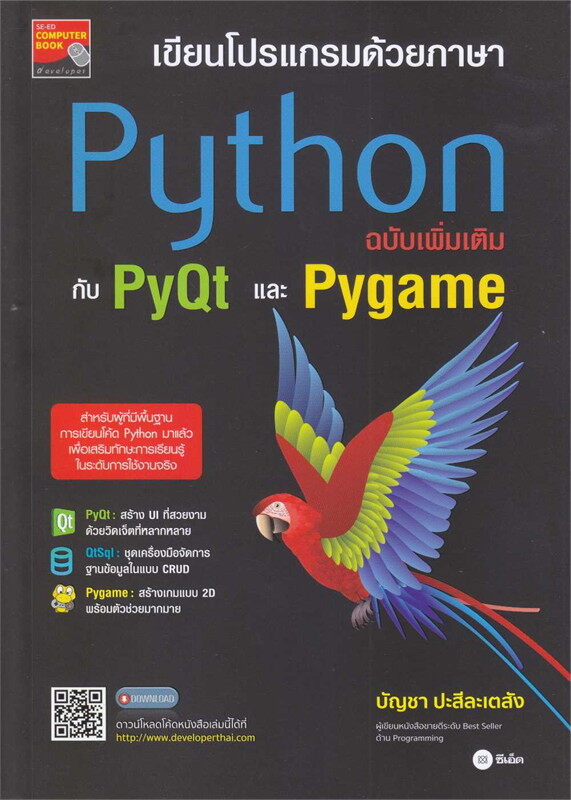 SE-ED
COMPUTER
BOOK
developer
เขียนโปรแกรมด้วยภาษา
Python
ฉบับเพิ่มเติม
กับ PyQt และ Pygame
สำหรับผู้ที่มีพื้นฐาน
การเขียนโค้ด Python มาแล้ว
เพื่อเสริมทักษะการเรียนรู้
ในระดับการใช้งานจริง
Qt
PyQt : สร้าง UI ที่สวยงาม
ด้วยวิดเจ็ตที่หลากหลาย
QtSql : ชุดเครื่องมือจัดการ
ฐานข้อมูลในแบบ CRUD
Pygame : สร้างเกมแบบ 2D
พร้อมตัวช่วยมากมาย
DOWNLOAD
ดาวน์โหลดโค้ดหนังสือเล่มนี้ได้ที่
http://www.developerthai.com
บัญชา ปะสีละเตสัง
ผู้เขียนหนังสือขายดีระดับ Best Seller
ด้าน Programming
ซีเอ็ด